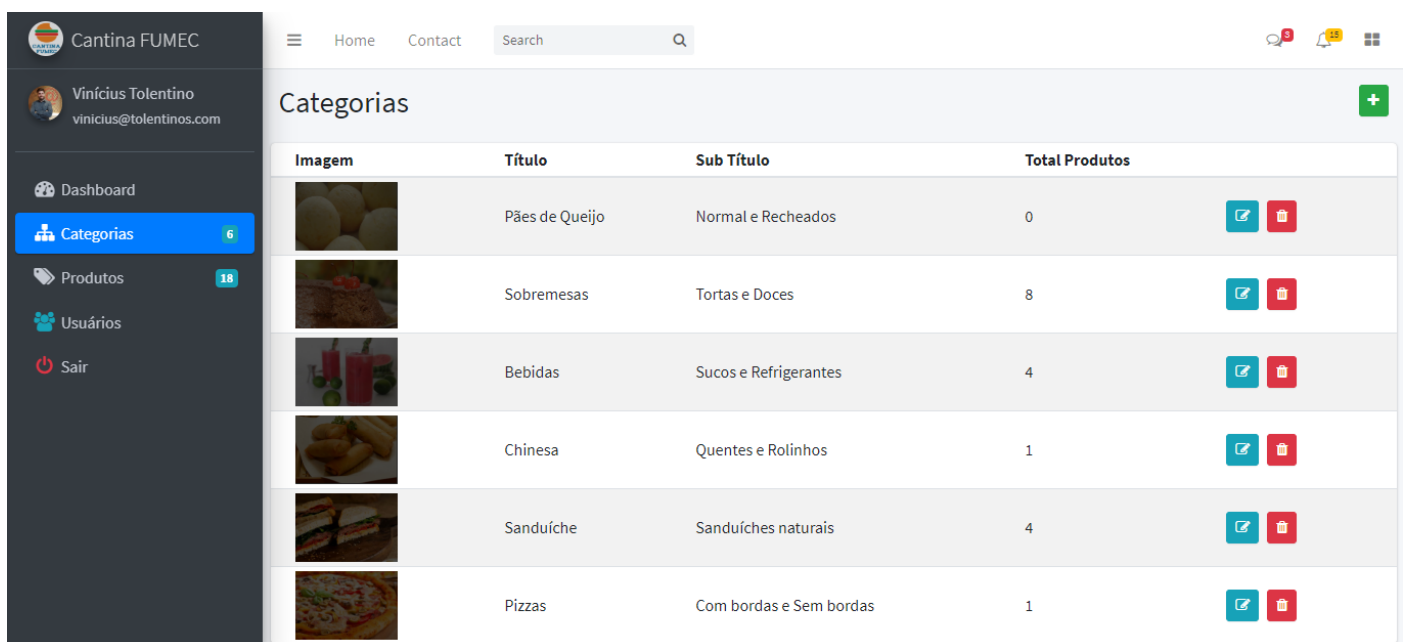 CANTINA FUMEC
Cantina FUMEC
Home Contact Search 3 15
Vinícius Tolentino
vinicius@tolentinos.com
Dashboard
Categorias 6
Produtos 18
Usuários
Sair
Categorias
Imagem Título Sub Título Total Produtos
Pães de Queijo Normal e Recheados 0
Sobremesas Tortas e Doces 8
Bebidas Sucos e Refrigerantes 4
Chinesa Quentes e Rolinhos 1
Sanduíche Sanduíches naturais 4
Pizzas Com bordas e Sem bordas 1